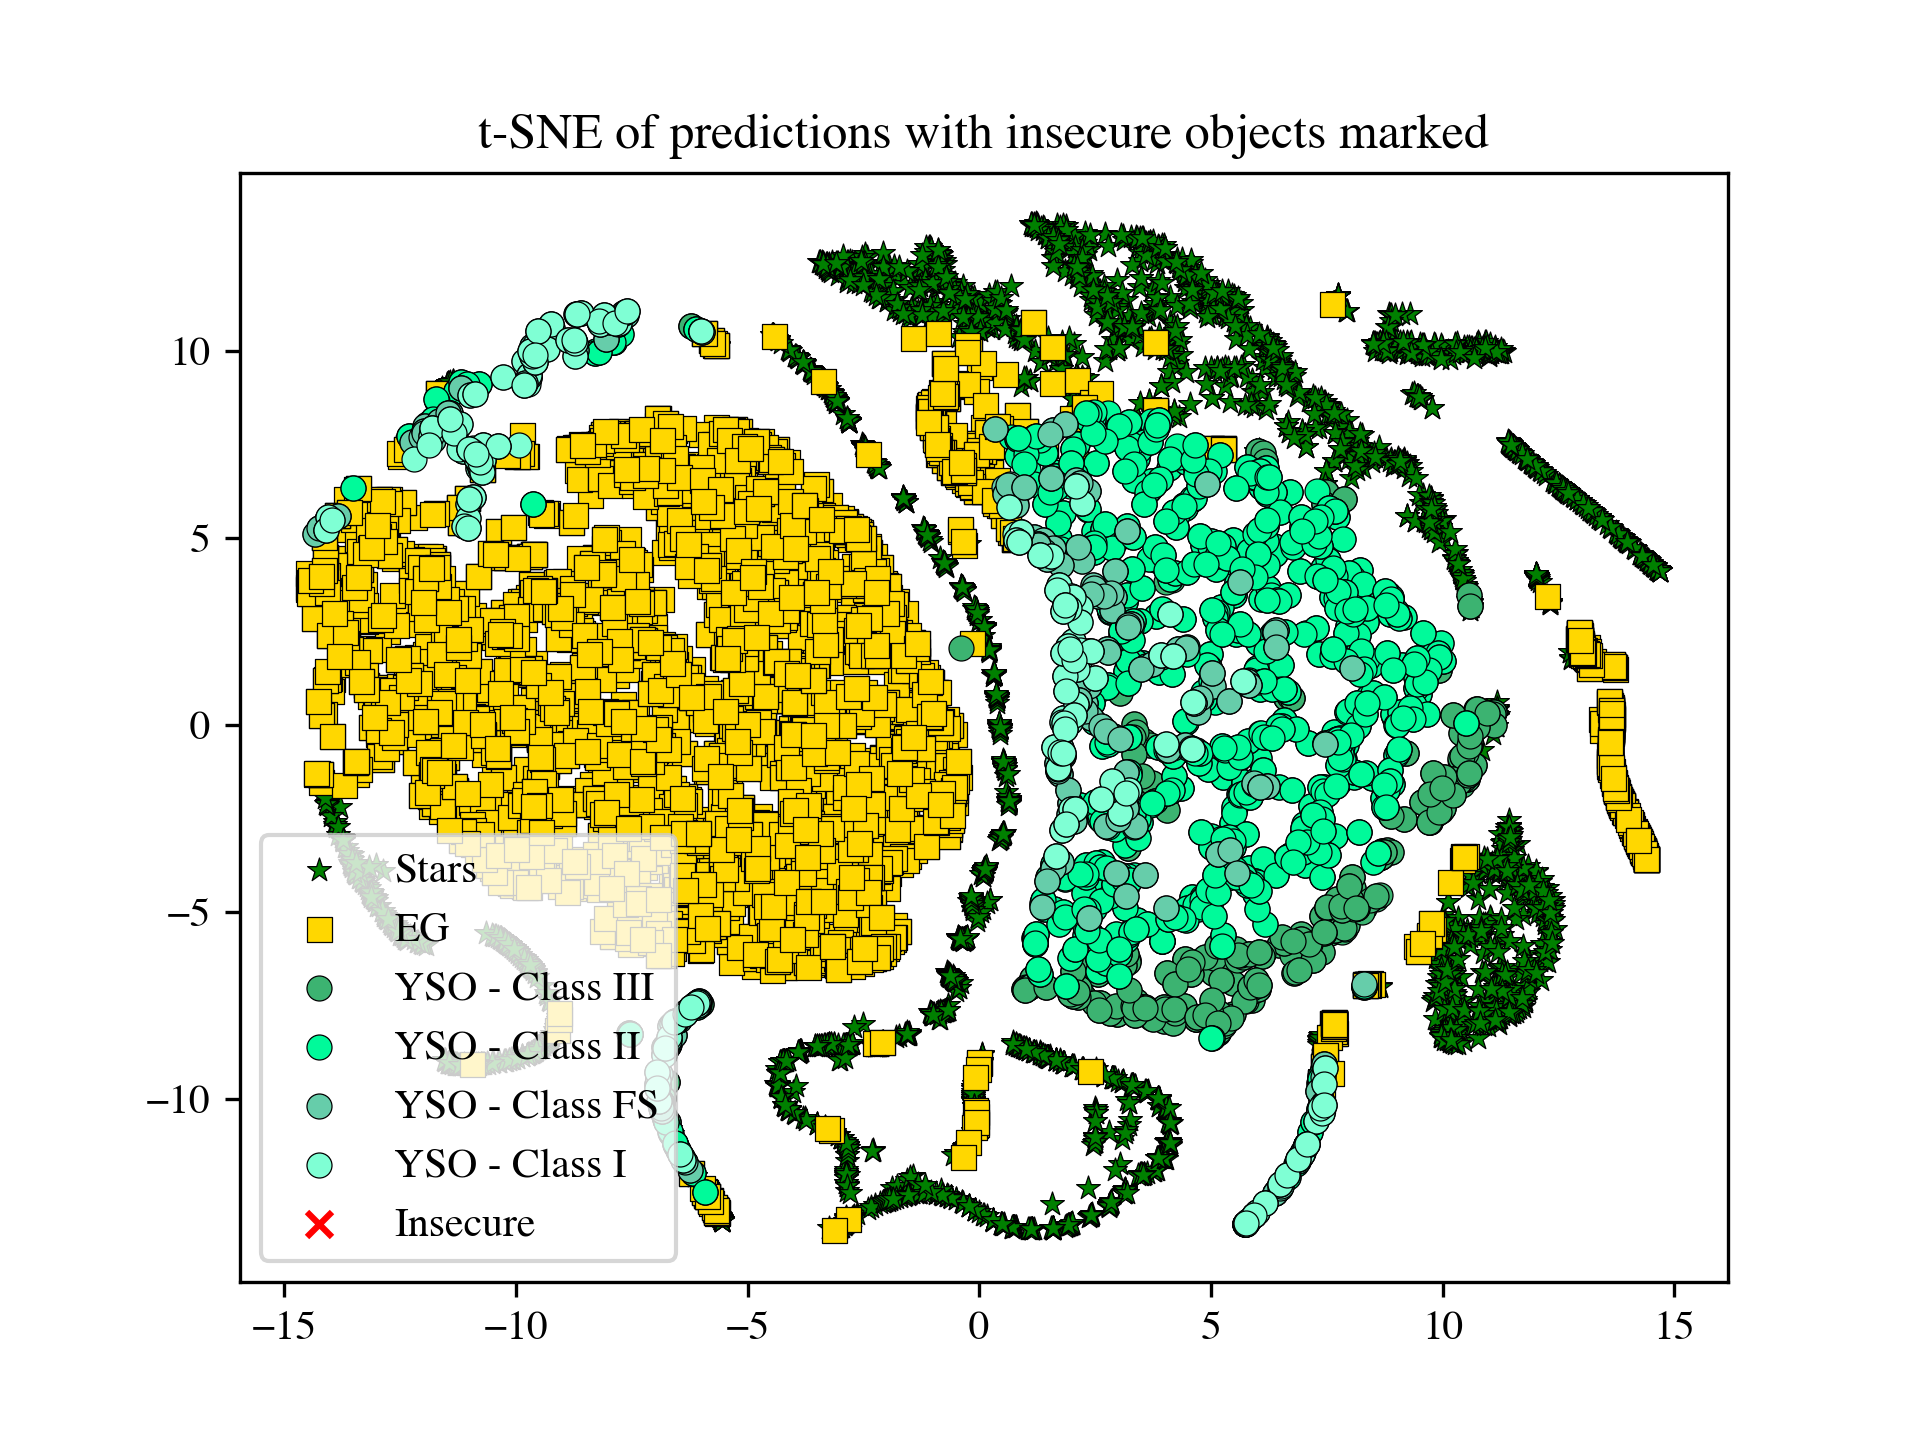 t-SNE of predictions with insecure objects marked
10
5
0
−5
−10
Stars
EG
YSO - Class III
YSO - Class II
YSO - Class FS
YSO - Class I
Insecure
−15 −10 −5 0 5 10 15